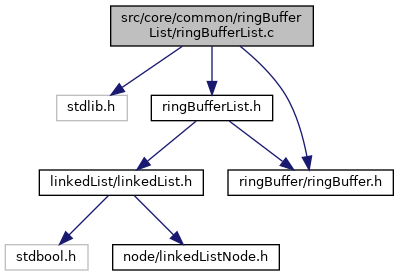 src/core/common/ringBuffer
List/ringBufferList.c
stdlib.h
ringBufferList.h
linkedList/linkedList.h
ringBuffer/ringBuffer.h
stdbool.h
node/linkedListNode.h